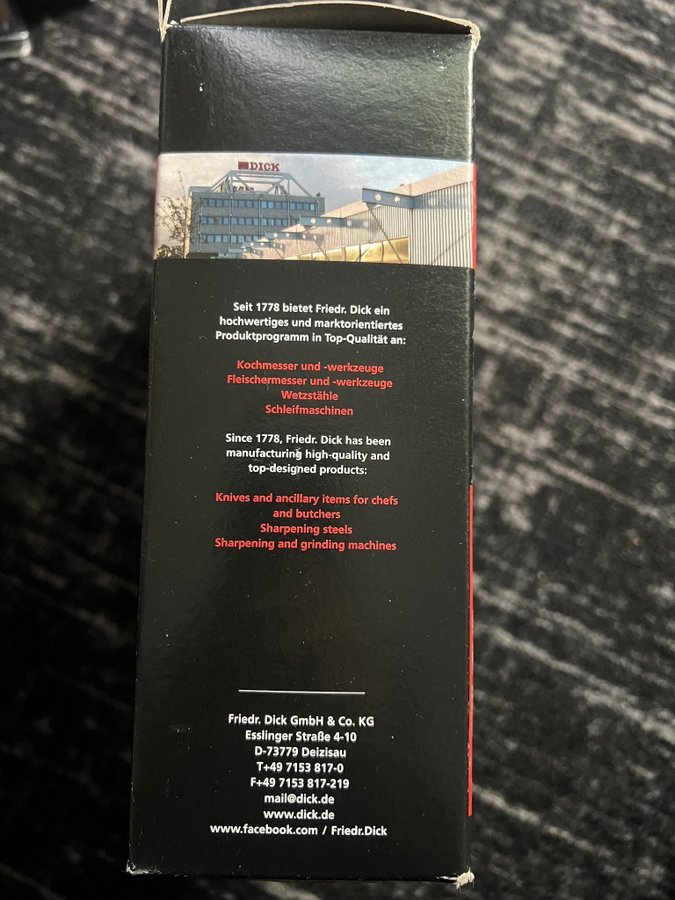 DICK
Seit 1778 bietet Friedr. Dick ein
hochwertiges und marktorientiertes
Produktprogramm in Top-Qualität an:
Kochmesser und -werkzeuge
Fleischermesser und -werkzeuge
Wetzstähle
Schleifmaschinen
Since 1778, Friedr. Dick has been
manufacturing high-quality and
top-designed products:
Knives and ancillary items for chefs
and butchers
Sharpening steels
Sharpening and grinding machines
Friedr. Dick GmbH & Co. KG
Esslinger Straße 4-10
D-73779 Deizisau
T+49 7153 817-0
F+49 7153 817-219
mail@dick.de
www.dick.de
www.facebook.com / Friedr.Dick